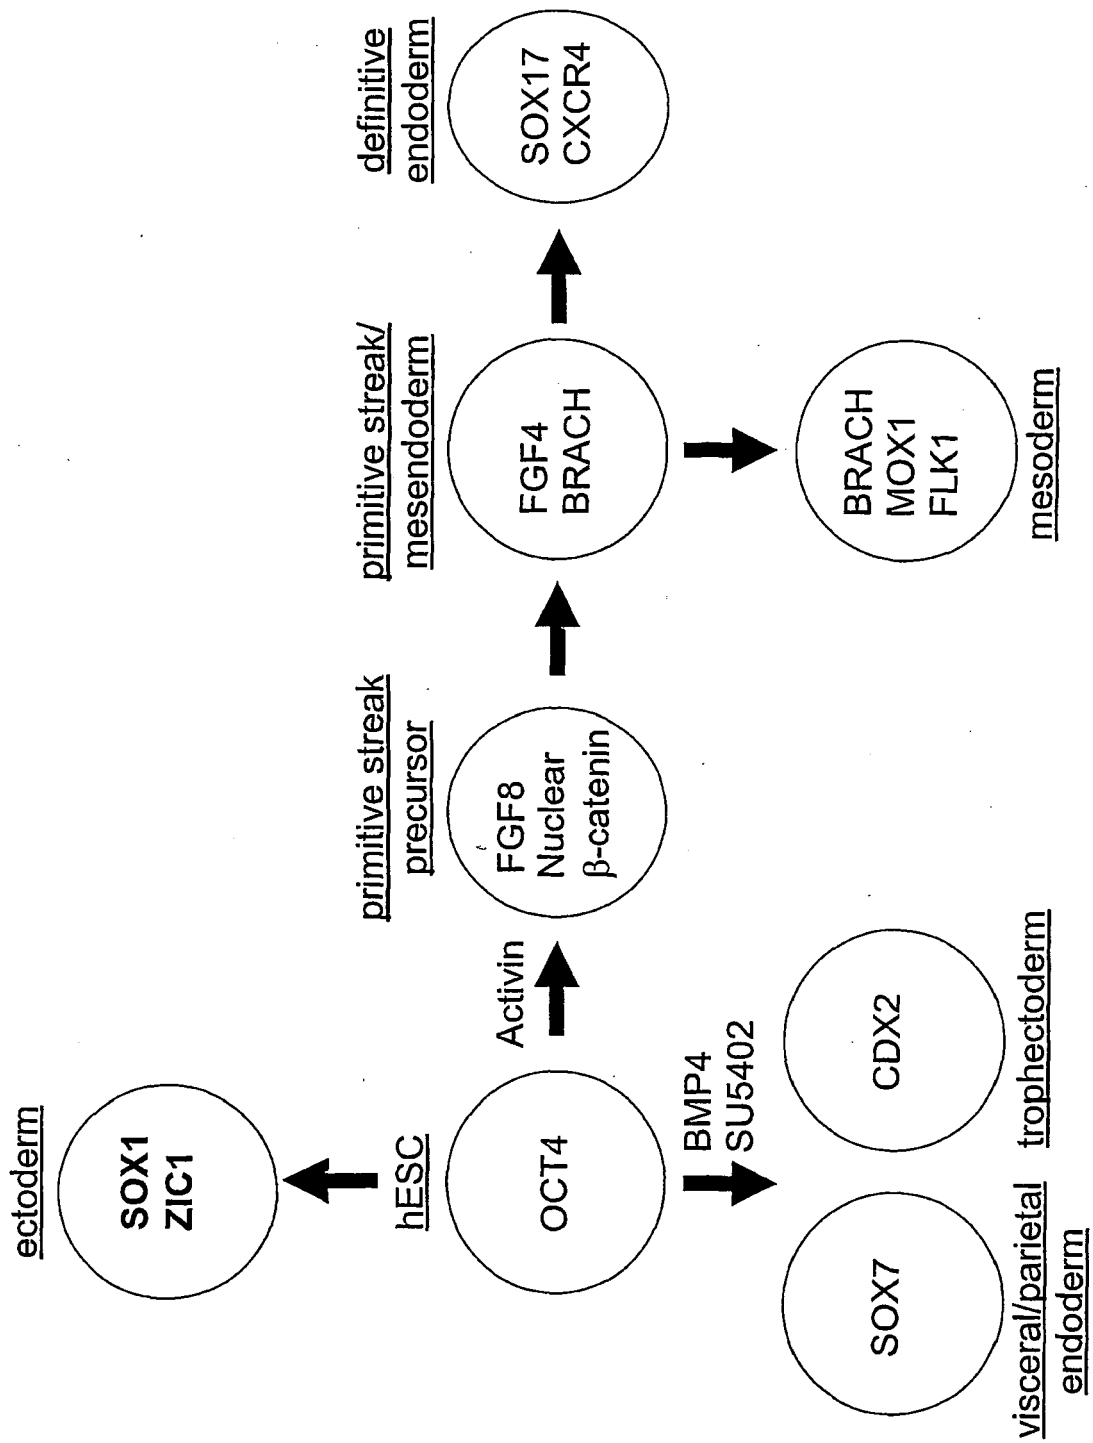 ectoderm
SOX1
ZIC1
hESC
OCT4
Activin
BMP4
SU5402
SOX7
visceral/parietal
endoderm
CDX2
trophectoderm
primitive streak
precursor
FGF8
Nuclear
β-catenin
primitive streak/
mesendoderm
FGF4
BRACH
BRACH
MOX1
FLK1
mesoderm
definitive
endoderm
SOX17
CXCR4